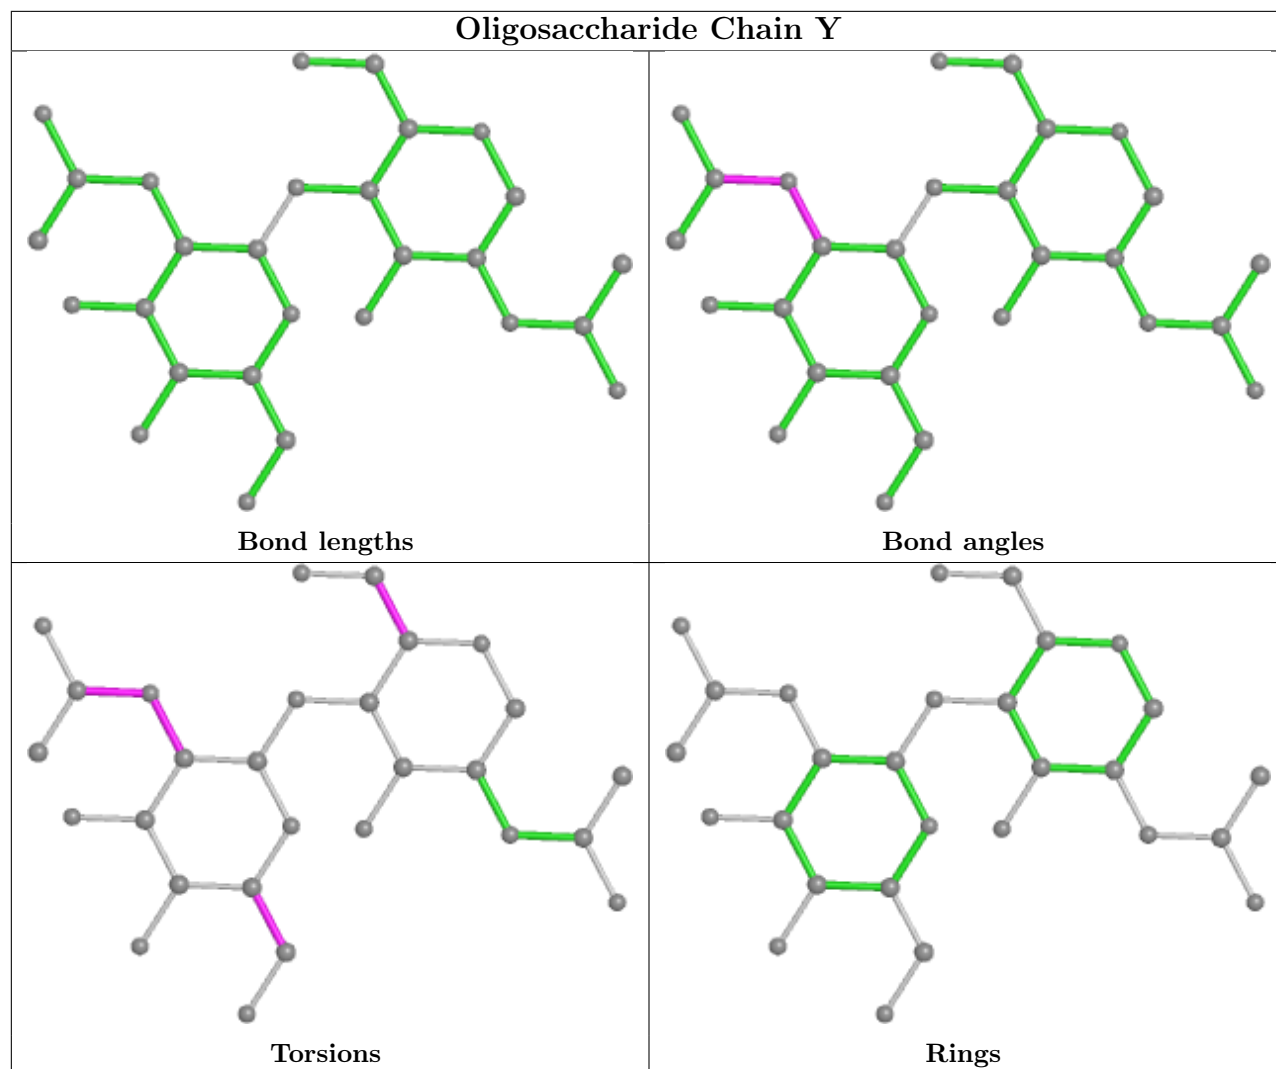 Oligosaccharide Chain Y
Bond lengths
Bond angles
Torsions
Rings